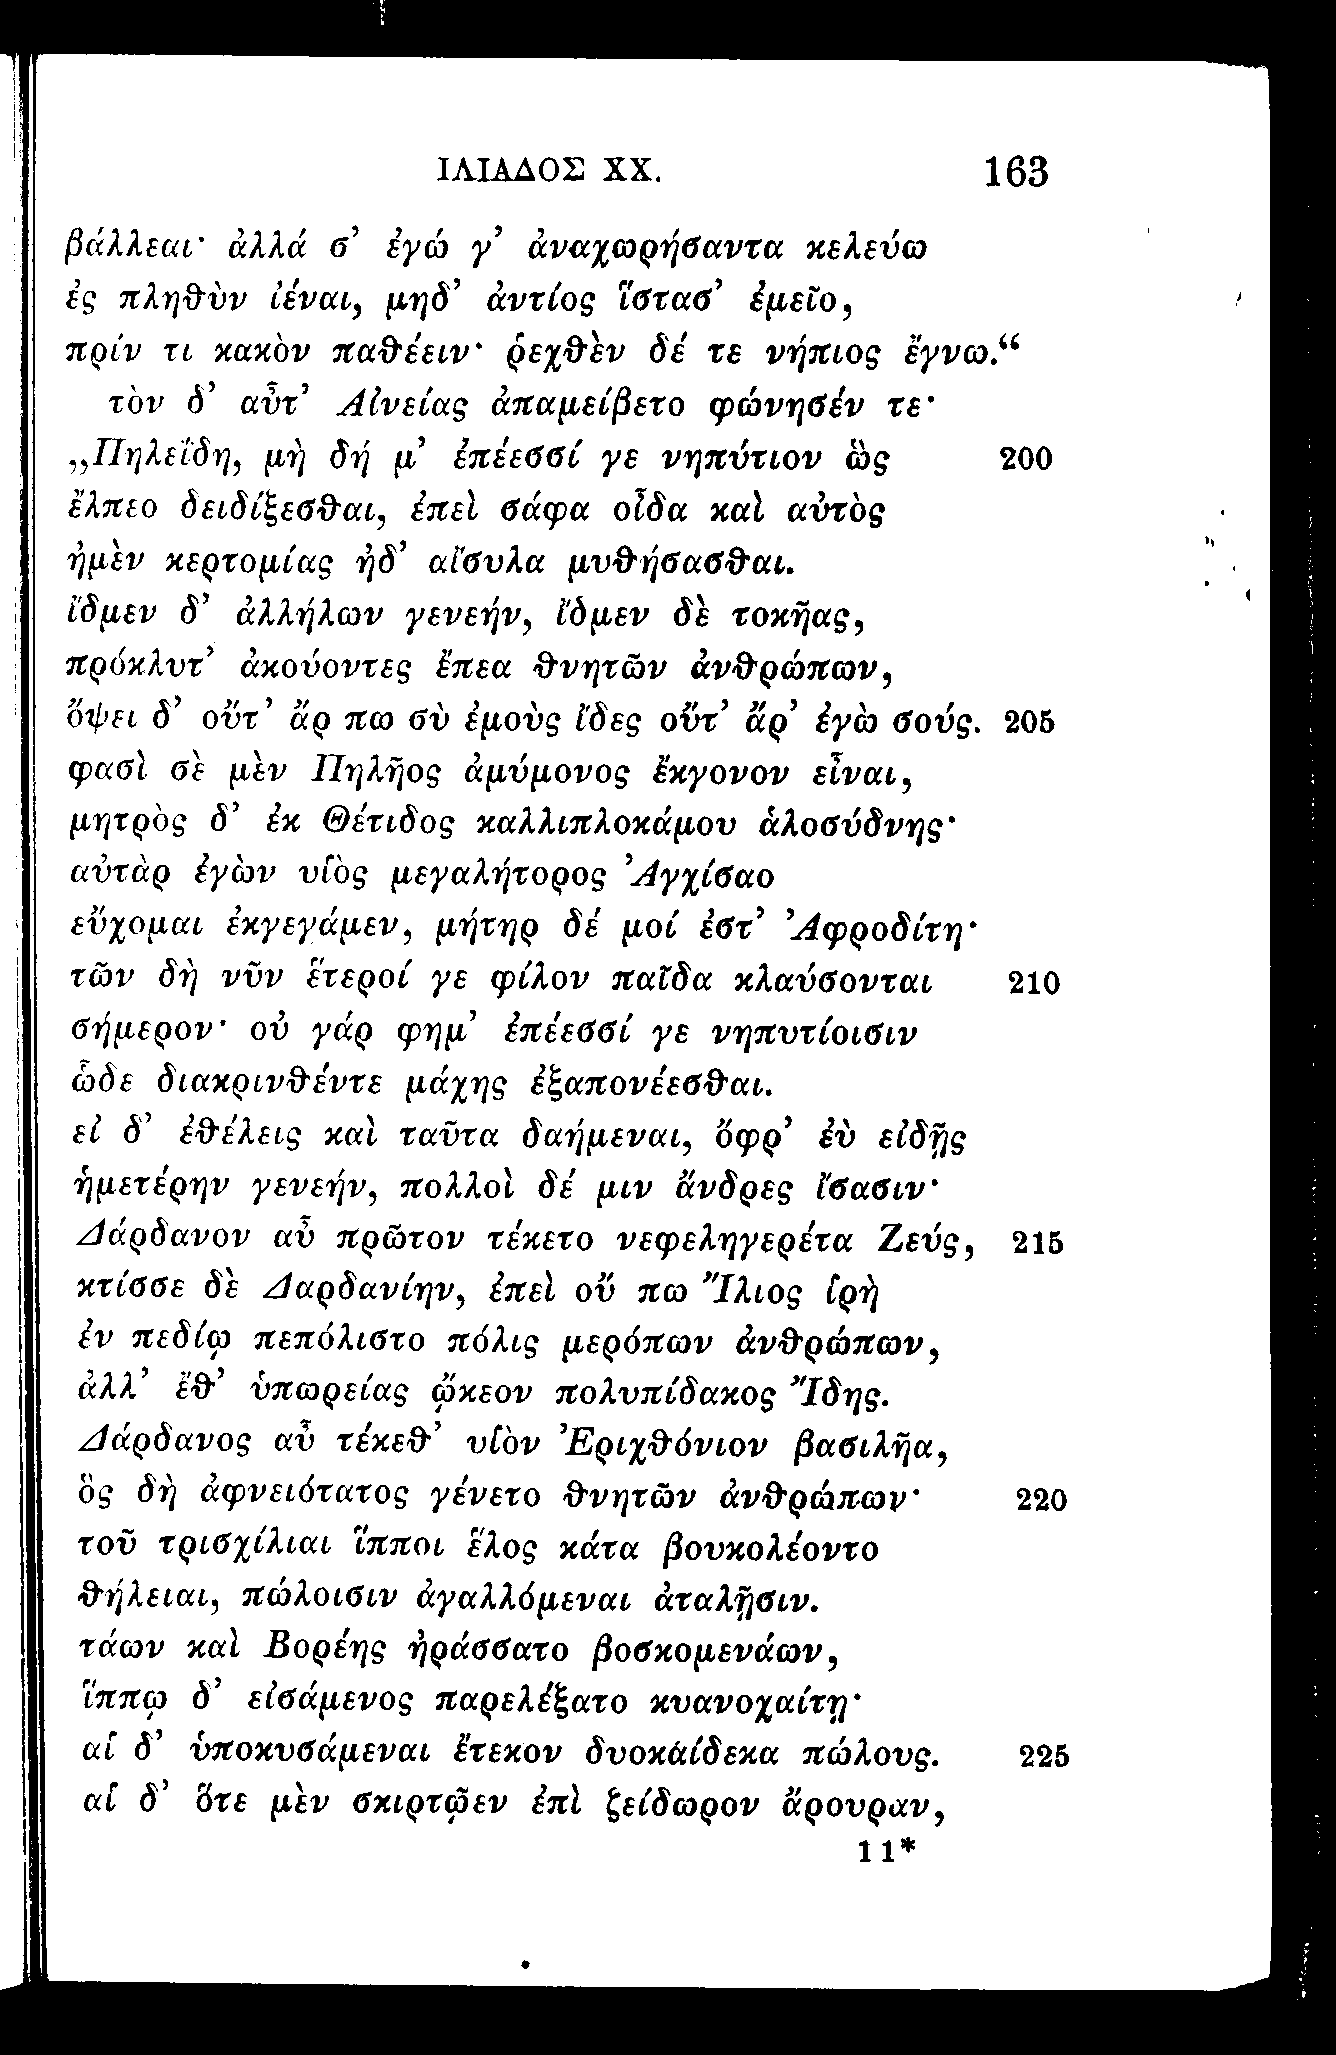 ΙΛΙΑΔΟΣ XX. 163
βάλλεαι· ἀλλά σ’ ἐγώ γ’ ἀναχωρήσαντα κελεύω
ἐς πληθὺν ἰέναι, μηδ’ ἀντίος ἵστασ’ ἐμεῖο,
πρίν τι κακὸν παθέειν· ῥεχθὲν δέ τε νήπιος ἔγνω.“
τὸν δ’ αὖτ’ Αἰνείας ἀπαμείβετο φώνησέν τε·
„Πηλεΐδη, μὴ δή μ’ ἐπέεσσί γε νηπύτιον ὣς 200
ἔλπεο δειδίξεσθαι, ἐπεὶ σάφα οἶδα καὶ αὐτὸς
ἠμὲν κερτομίας ἠδ’ αἴσυλα μυθήσασθαι.
ἴδμεν δ’ ἀλλήλων γενεήν, ἴδμεν δὲ τοκῆας,
πρόκλυτ’ ἀκούοντες ἔπεα θνητῶν ἀνθρώπων,
ὄψει δ’ οὔτ’ ἄρ πω σὺ ἐμοὺς ἴδες οὔτ’ ἄρ’ ἐγὼ σούς. 205
φασὶ σὲ μὲν Πηλῆος ἀμύμονος ἔκγονον εἶναι,
μητρὸς δ’ ἐκ Θέτιδος καλλιπλοκάμου ἁλοσύδνης·
αὐτὰρ ἐγὼν υἱὸς μεγαλήτορος Ἀγχίσαο
εὔχομαι ἐκγεγάμεν, μήτηρ δέ μοί ἐστ’ Ἀφροδίτη·
τῶν δὴ νῦν ἕτεροί γε φίλον παῖδα κλαύσονται 210
σήμερον· οὐ γάρ φημ’ ἐπέεσσί γε νηπυτίοισιν
ὧδε διακρινθέντε μάχης ἐξαπονέεσθαι.
εἰ δ’ ἐθέλεις καὶ ταῦτα δαήμεναι, ὄφρ’ ἐὺ εἰδῇς
ἡμετέρην γενεήν, πολλοὶ δέ μιν ἄνδρες ἴσασιν·
Δάρδανον αὖ πρῶτον τέκετο νεφεληγερέτα Ζεύς, 215
κτίσσε δὲ Δαρδανίην, ἐπεὶ οὔ πω Ἴλιος ἱρὴ
ἐν πεδίῳ πεπόλιστο πόλις μερόπων ἀνθρώπων,
ἀλλ’ ἔθ’ ὑπωρείας ᾤκεον πολυπίδακος Ἴδης.
Δάρδανος αὖ τέκεθ’ υἱὸν Ἐριχθόνιον βασιλῆα,
ὃς δὴ ἀφνειότατος γένετο θνητῶν ἀνθρώπων· 220
τοῦ τρισχίλιαι ἵπποι ἕλος κάτα βουκολέοντο
θήλειαι, πώλοισιν ἀγαλλόμεναι ἀταλῇσιν.
τάων καὶ Βορέης ἠράσσατο βοσκομενάων,
ἵππῳ δ’ εἰσάμενος παρελέξατο κυανοχαίτῃ·
αἱ δ’ ὑποκυσάμεναι ἔτεκον δυοκαίδεκα πώλους. 225
αἱ δ’ ὅτε μὲν σκιρτῷεν ἐπὶ ζείδωρον ἄρουραν,
11*